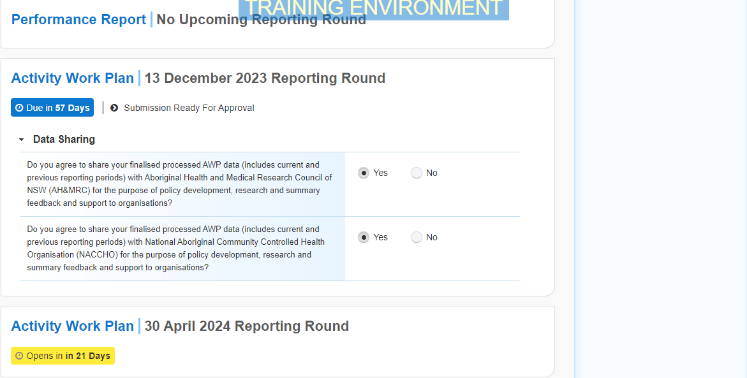 TRAINING ENVIRONMENT
Performance Report | No Upcoming Reporting Round
Activity Work Plan | 13 December 2023 Reporting Round
Due in 57 Days | Submission Ready For Approval
Data Sharing
Do you agree to share your finalised processed AWP data (includes current and
previous reporting periods) with Aboriginal Health and Medical Research Council of
NSW (AH&MRC) for the purpose of policy development, research and summary
feedback and support to organisations?
Yes No
Do you agree to share your finalised processed AWP data (includes current and
previous reporting periods) with National Aboriginal Community Controlled Health
Organisation (NACCHO) for the purpose of policy development, research and
summary feedback and support to organisations?
Yes No
Activity Work Plan | 30 April 2024 Reporting Round
Opens in in 21 Days